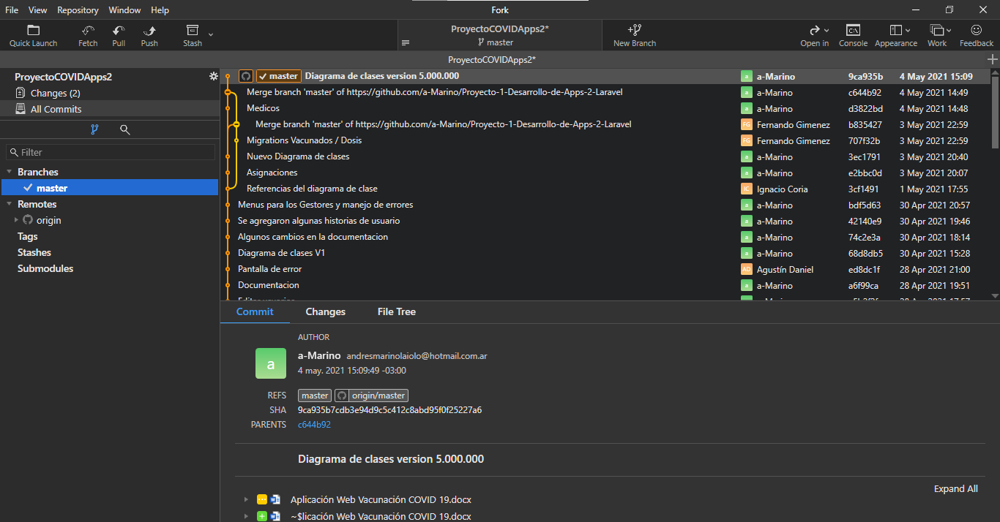 File View Repository Window Help Fork
Quick Launch Fetch Pull Push Stash ProyectoCOVIDApps2* master New Branch Open in Console Appearance Work Feedback
ProyectoCOVIDApps2*
ProyectoCOVIDApps2
Changes (2)
All Commits
Filter
Branches
master
Remotes
origin
Tags
Stashes
Submodules
master Diagrama de clases version 5.000.000 a a-Marino 9ca935b 4 May 2021 15:09
Merge branch 'master' of https://github.com/a-Marino/Proyecto-1-Desarrollo-de-Apps-2-Laravel a a-Marino c644b92 4 May 2021 14:49
Medicos a a-Marino d3822bd 4 May 2021 14:48
Merge branch 'master' of https://github.com/a-Marino/Proyecto-1-Desarrollo-de-Apps-2-Laravel FG Fernando Gimenez b835427 3 May 2021 22:59
Migrations Vacunados / Dosis FG Fernando Gimenez 707f32b 3 May 2021 22:59
Nuevo Diagrama de clases a a-Marino 3ec1791 3 May 2021 20:40
Asignaciones a a-Marino e2bbc0d 3 May 2021 20:07
Referencias del diagrama de clase IC Ignacio Coria 3cf1491 1 May 2021 17:55
Menus para los Gestores y manejo de errores a a-Marino bdf5d63 30 Apr 2021 20:57
Se agregaron algunas historias de usuario a a-Marino 42140e9 30 Apr 2021 19:46
Algunos cambios en la documentacion a a-Marino 74c2e3a 30 Apr 2021 18:14
Diagrama de clases V1 a a-Marino 68d8db5 30 Apr 2021 15:28
Pantalla de error AD Agustín Daniel ed8dc1f 28 Apr 2021 21:00
Documentacion a a-Marino a6f99ca 28 Apr 2021 19:51
Commit Changes File Tree
AUTHOR
a a-Marino andresmarinolaiolo@hotmail.com.ar
4 may. 2021 15:09:49 -03:00
REFS master origin/master
SHA 9ca935b7cdb3e94d9c5c412c8abd95f0f25227a6
PARENTS c644b92
Diagrama de clases version 5.000.000
Expand All
Aplicación Web Vacunación COVID 19.docx
~$licación Web Vacunación COVID 19.docx